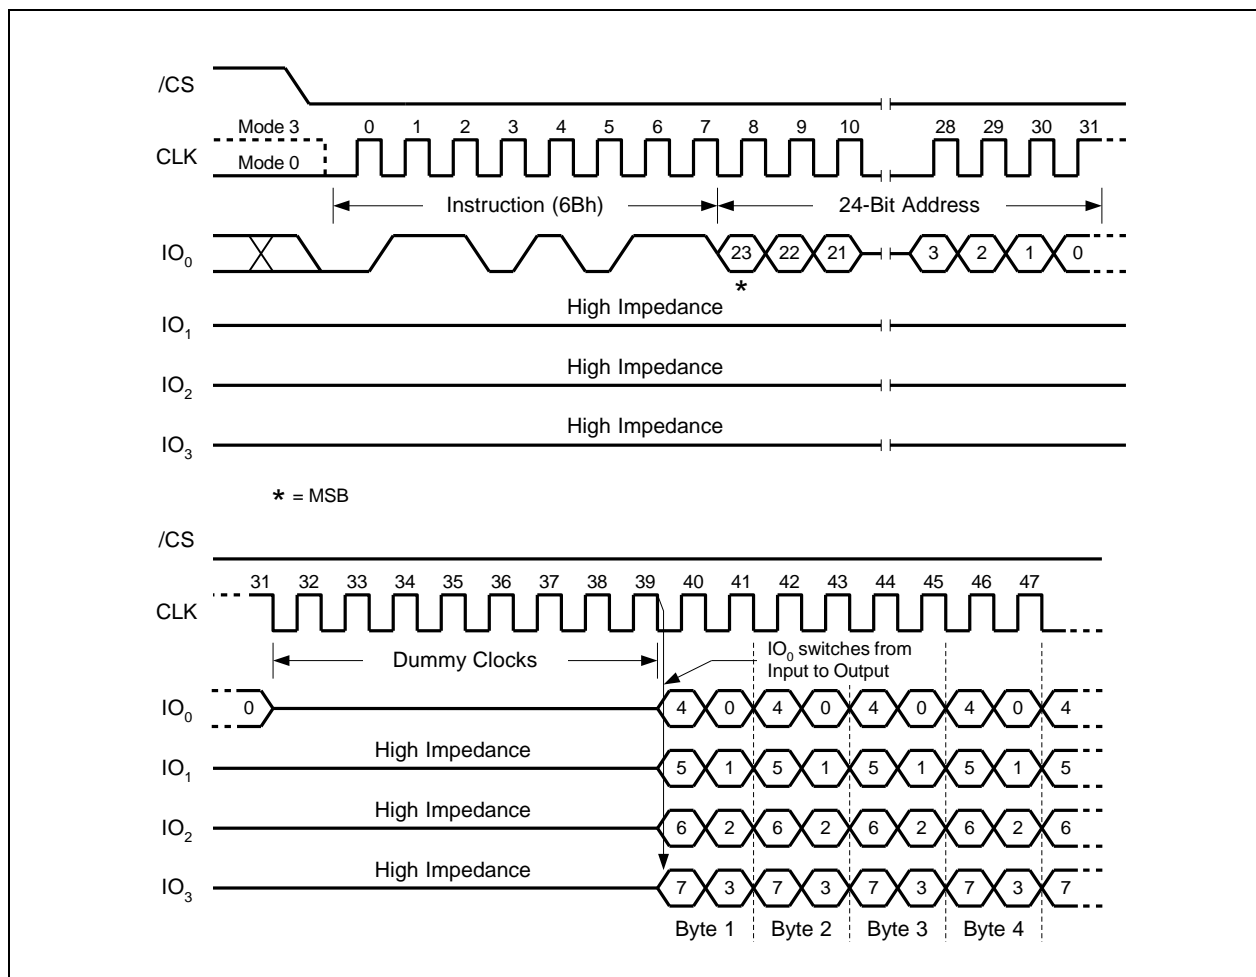 /CS
Mode 3 0 1 2 3 4 5 6 7 8 9 10 28 29 30 31
CLK Mode 0
Instruction (6Bh) 24-Bit Address
IO0 23 22 21 3 2 1 0
*
High Impedance
IO1
High Impedance
IO2
High Impedance
IO3
* = MSB
/CS
31 32 33 34 35 36 37 38 39 40 41 42 43 44 45 46 47
CLK
Dummy Clocks
IO0 switches from
Input to Output
IO0 0 4 0 4 0 4 0 4 0 4
High Impedance
IO1 5 1 5 1 5 1 5 1 5
High Impedance
IO2 6 2 6 2 6 2 6 2 6
High Impedance
IO3 7 3 7 3 7 3 7 3 7
Byte 1 Byte 2 Byte 3 Byte 4